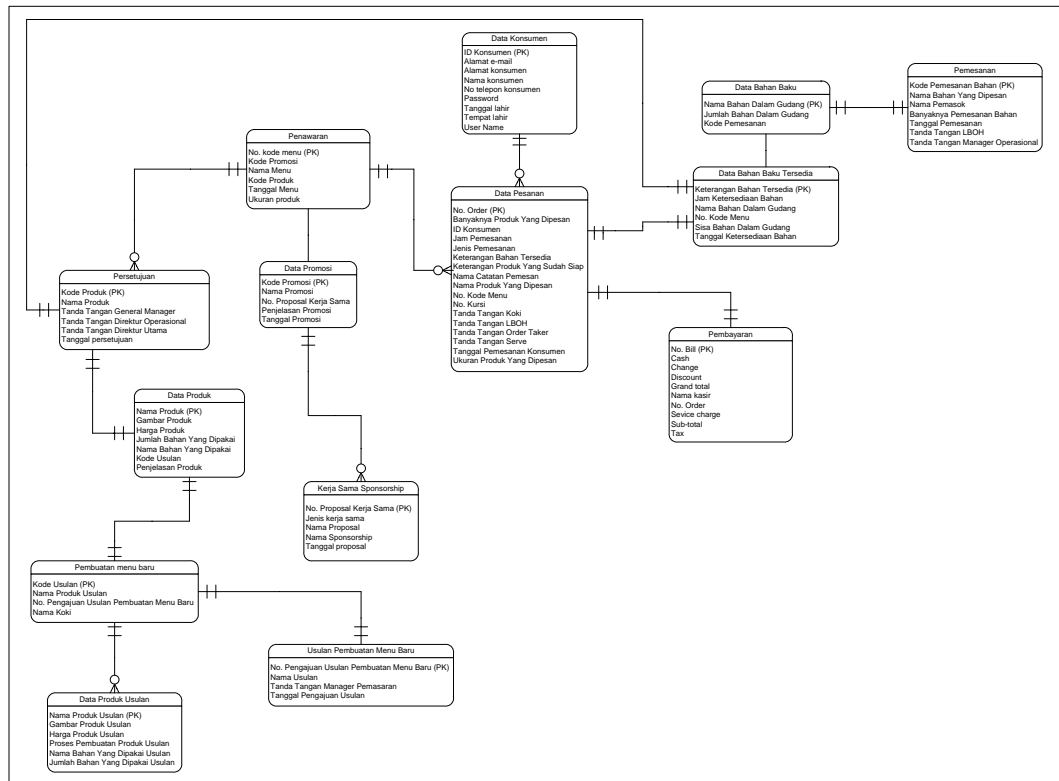 Data Konsumen
ID Konsumen (PK)
Alamat e-mail
Alamat konsumen
Nama konsumen
No telepon konsumen
Password
Tanggal lahir
Tempat lahir
User Name
Pemesanan
Kode Pemesanan Bahan (PK)
Nama Bahan Yang Dipesan
Nama Pemasok
Banyaknya Pemesanan Bahan
Tanggal Pemesanan
Tanda Tangan LBOH
Tanda Tangan Manager Operasional
Data Bahan Baku
Nama Bahan Dalam Gudang (PK)
Jumlah Bahan Dalam Gudang
Kode Pemesanan
Penawaran
No. kode menu (PK)
Kode Promosi
Nama Menu
Kode Produk
Tanggal Menu
Ukuran produk
Data Bahan Baku Tersedia
Keterangan Bahan Tersedia (PK)
Jam Ketersediaan Bahan
Nama Bahan Dalam Gudang
No. Kode Menu
Sisa Bahan Dalam Gudang
Tanggal Ketersediaan Bahan
Data Pesanan
No. Order (PK)
Banyaknya Produk Yang Dipesan
ID Konsumen
Jam Pemesanan
Jenis Pemesanan
Keterangan Bahan Tersedia
Keterangan Produk Yang Sudah Siap
Nama Catatan Pemesan
Nama Produk Yang Dipesan
No. Kode Menu
No. Kursi
Tanda Tangan Koki
Tanda Tangan LBOH
Tanda Tangan Order Taker
Tanda Tangan Serve
Tanggal Pemesanan Konsumen
Ukuran Produk Yang Dipesan
Data Promosi
Kode Promosi (PK)
Nama Promosi
No. Proposal Kerja Sama
Penjelasan Promosi
Tanggal Promosi
Persetujuan
Kode Produk (PK)
Nama Produk
Tanda Tangan General Manager
Tanda Tangan Direktur Operasional
Tanda Tangan Direktur Utama
Tanggal persetujuan
Pembayaran
No. Bill (PK)
Cash
Change
Discount
Grand total
Nama kasir
No. Order
Sevice charge
Sub-total
Tax
Data Produk
Nama Produk (PK)
Gambar Produk
Harga Produk
Jumlah Bahan Yang Dipakai
Nama Bahan Yang Dipakai
Kode Usulan
Penjelasan Produk
Kerja Sama Sponsorship
No. Proposal Kerja Sama (PK)
Jenis kerja sama
Nama Proposal
Nama Sponsorship
Tanggal proposal
Pembuatan menu baru
Kode Usulan (PK)
Nama Produk Usulan
No. Pengajuan Usulan Pembuatan Menu Baru
Nama Koki
Usulan Pembuatan Menu Baru
No. Pengajuan Usulan Pembuatan Menu Baru (PK)
Nama Usulan
Tanda Tangan Manager Pemasaran
Tanggal Pengajuan Usulan
Data Produk Usulan
Nama Produk Usulan (PK)
Gambar Produk Usulan
Harga Produk Usulan
Proses Pembuatan Produk Usulan
Nama Bahan Yang Dipakai Usulan
Jumlah Bahan Yang Dipakai Usulan